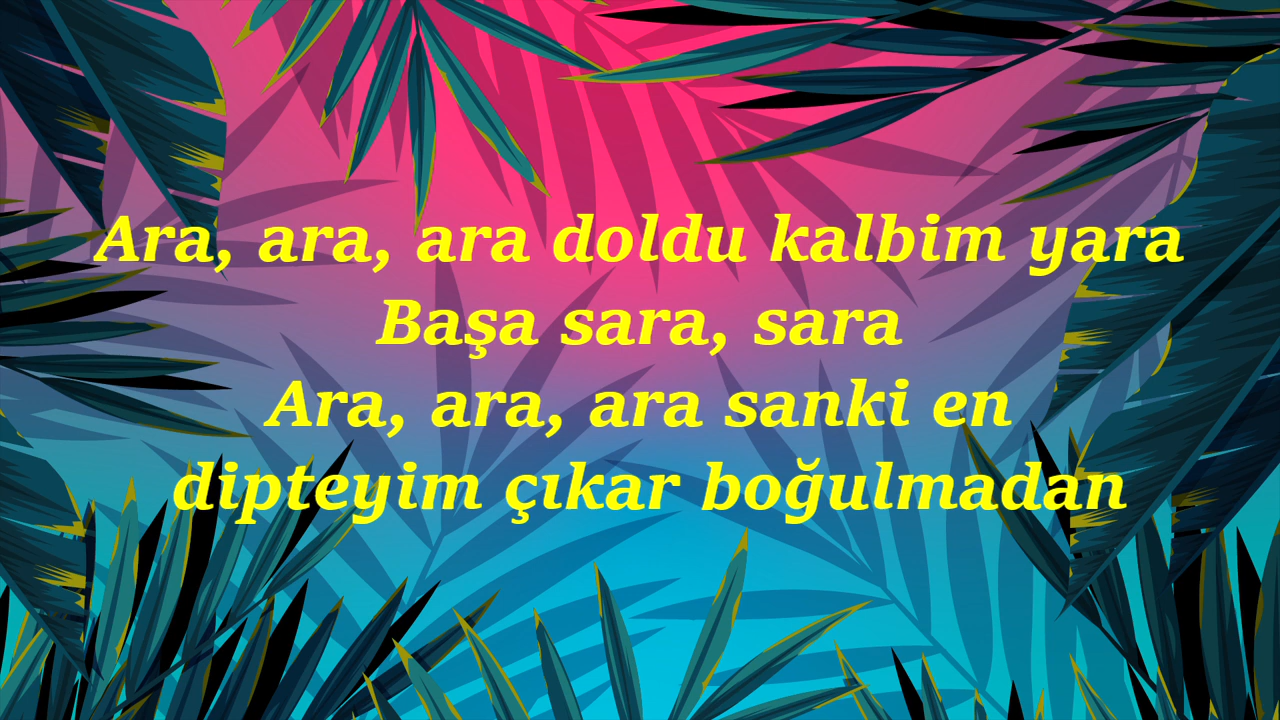 Ara, ara, ara doldu kalbim yara
Başa sara, sara
Ara, ara, ara sanki en
dipteyim çıkar boğulmadan